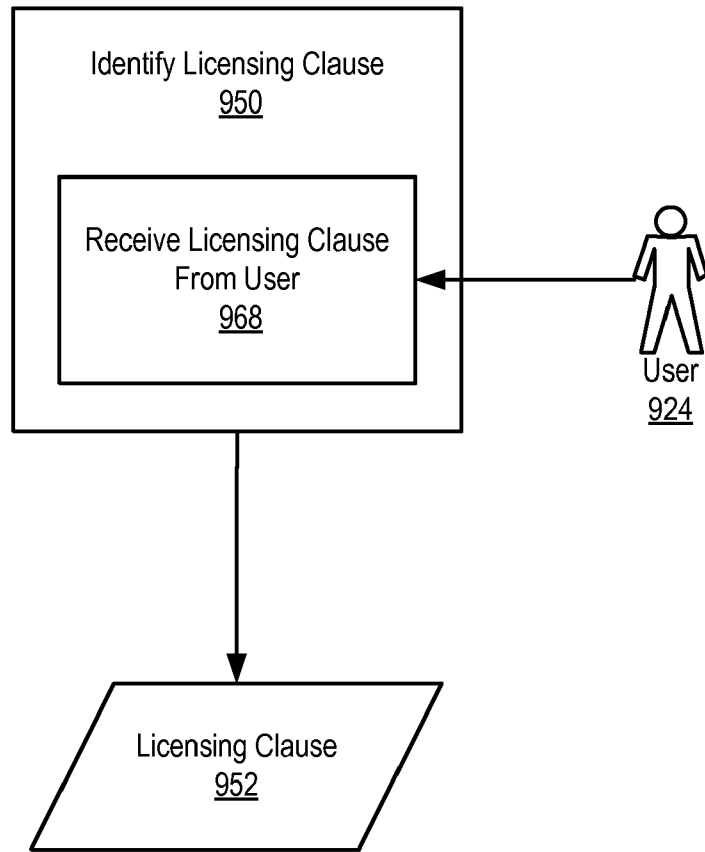 Identify Licensing Clause
950
Receive Licensing Clause
From User
968
User
924
Licensing Clause
952